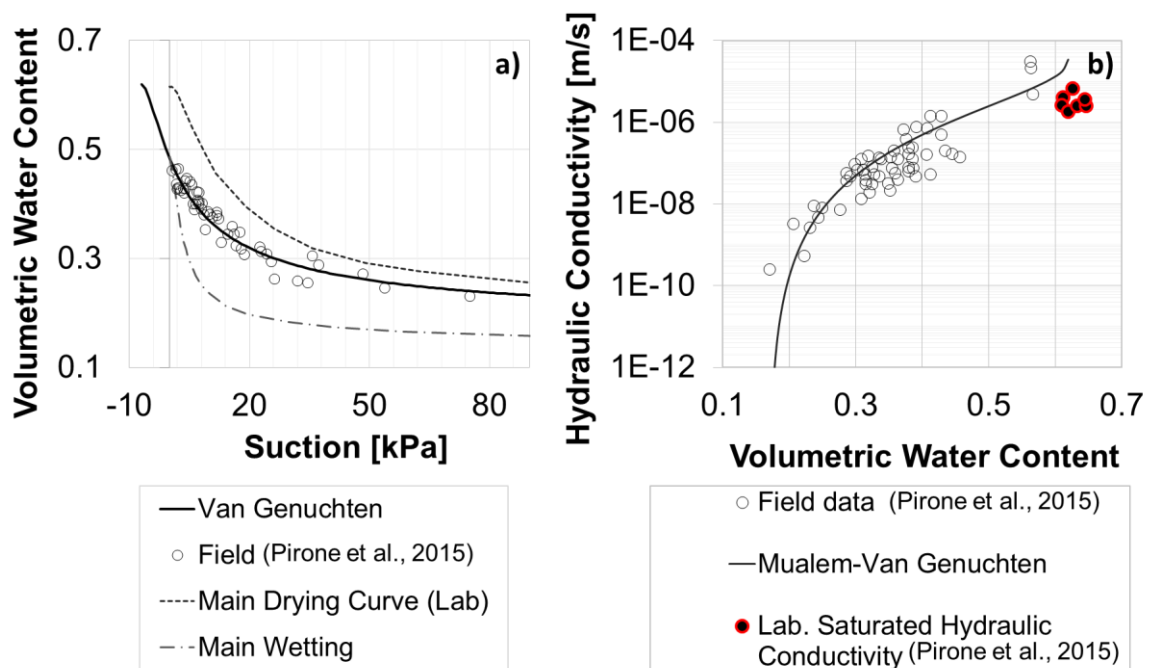 0.7
0.5
0.3
0.1
-10
20
50
80
Volumetric Water Content
Suction [kPa]
a)
Van Genuchten
Field (Pirone et al., 2015)
Main Drying Curve (Lab)
Main Wetting
1E-04
1E-06
1E-08
1E-10
1E-12
0.1
0.3
0.5
0.7
Hydraulic Conductivity [m/s]
Volumetric Water Content
b)
Field data (Pirone et al., 2015)
Mualem-Van Genuchten
Lab. Saturated Hydraulic
Conductivity (Pirone et al., 2015)